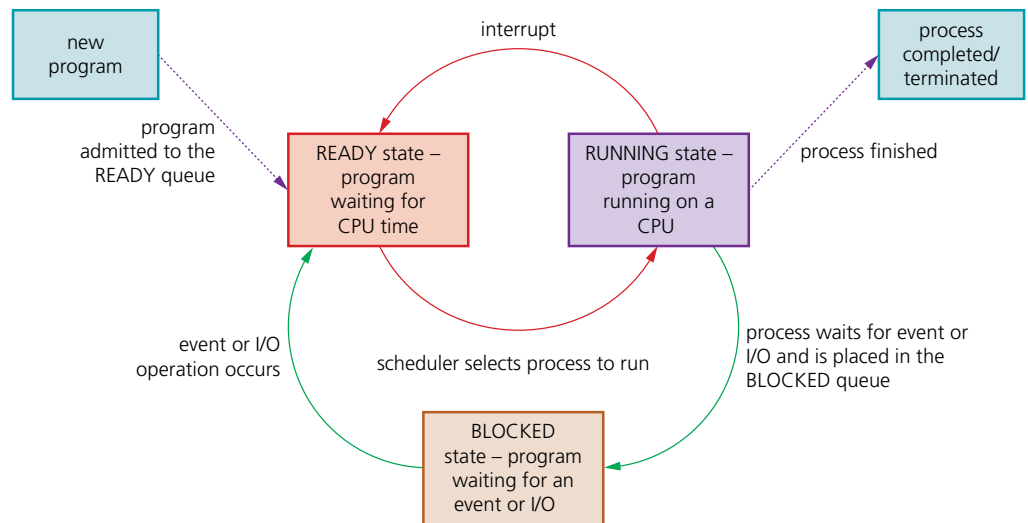 new
program
interrupt
process
completed/
terminated
program
admitted to the
READY queue
READY state –
program
waiting for
CPU time
RUNNING state –
program
running on a
CPU
process finished
event or I/O
operation occurs
scheduler selects process to run
process waits for event or
I/O and is placed in the
BLOCKED queue
BLOCKED
state – program
waiting for an
event or I/O